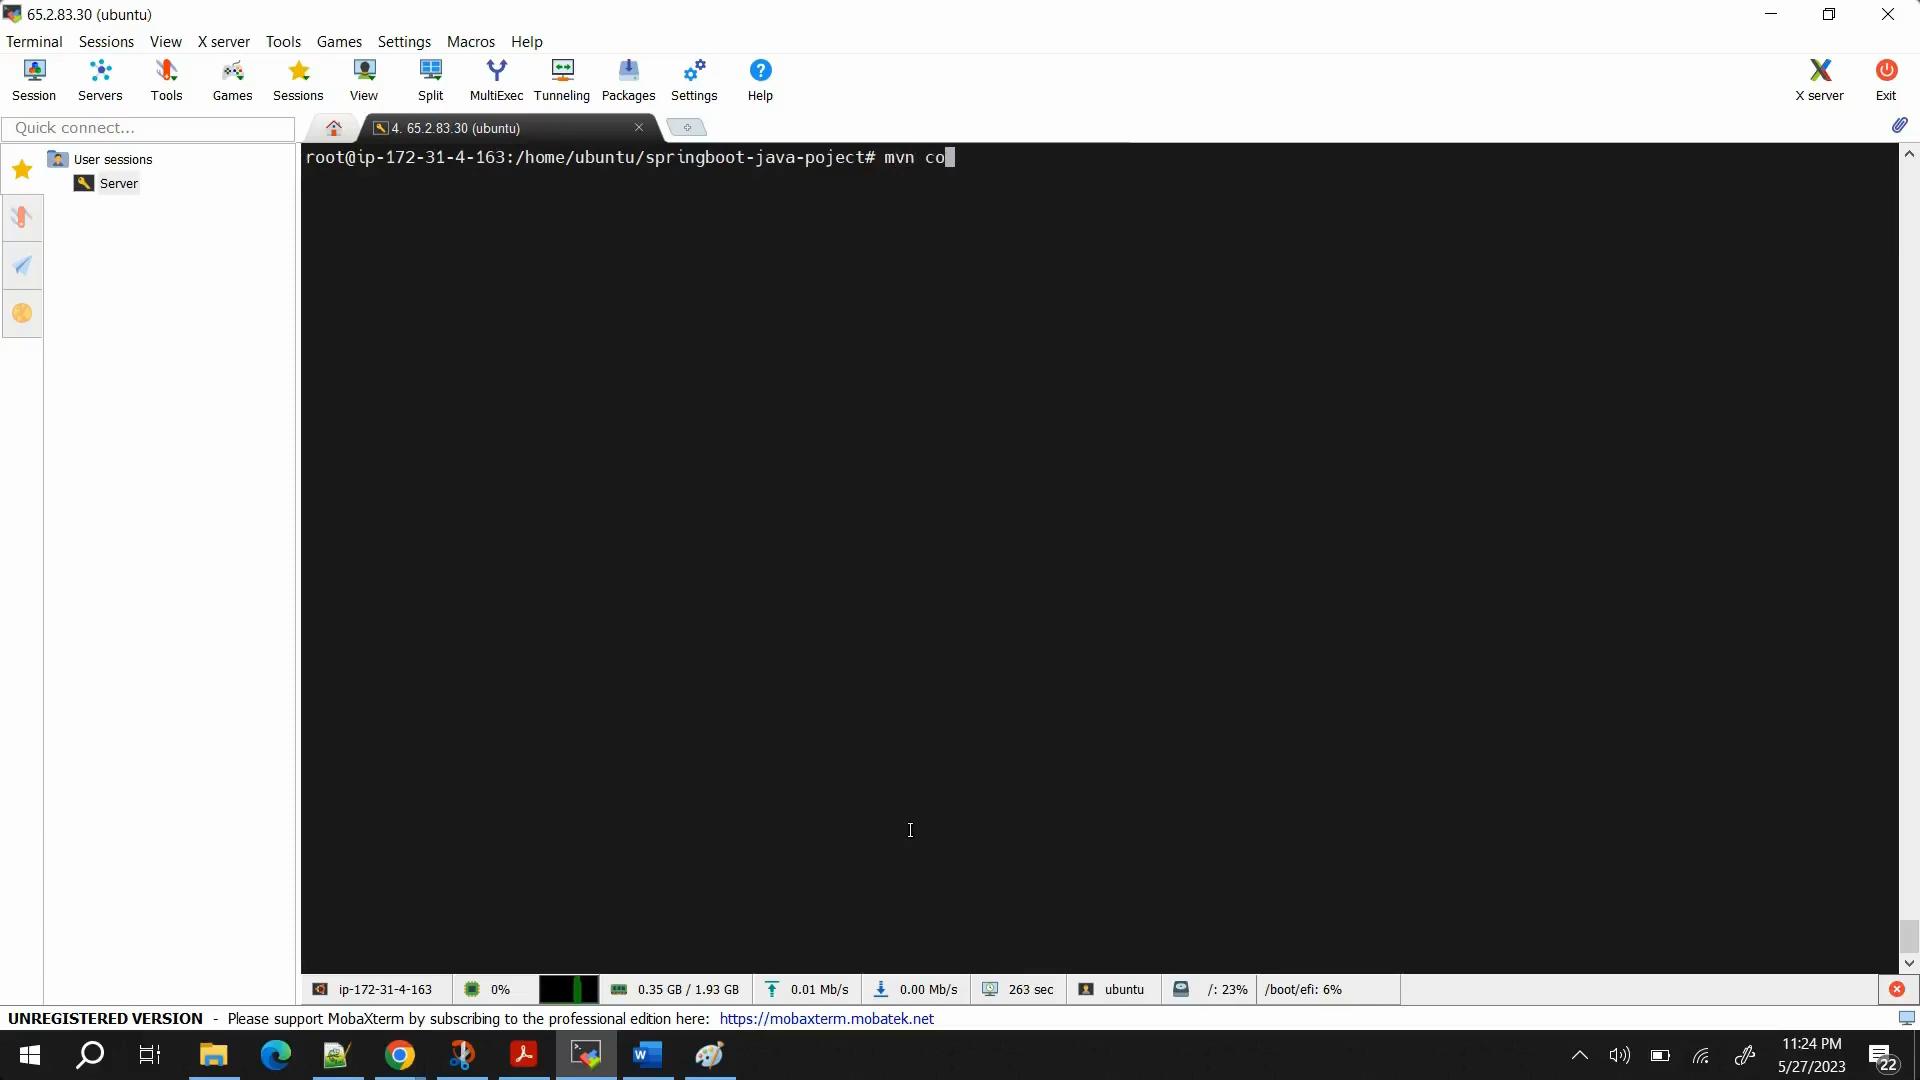 65.2.83.30 (ubuntu)
Terminal Sessions View X server Tools Games Settings Macros Help
Session Servers Tools Games Sessions View Split MultiExec Tunneling Packages Settings Help X server Exit
Quick connect...
4. 65.2.83.30 (ubuntu)
User sessions
Server
root@ip-172-31-4-163:/home/ubuntu/springboot-java-poject# mvn co
ip-172-31-4-163 0% 0.35 GB / 1.93 GB 0.01 Mb/s 0.00 Mb/s 263 sec ubuntu /: 23% /boot/efi: 6%
UNREGISTERED VERSION - Please support MobaXterm by subscribing to the professional edition here: https://mobaxterm.mobatek.net
11:24 PM
5/27/2023
22